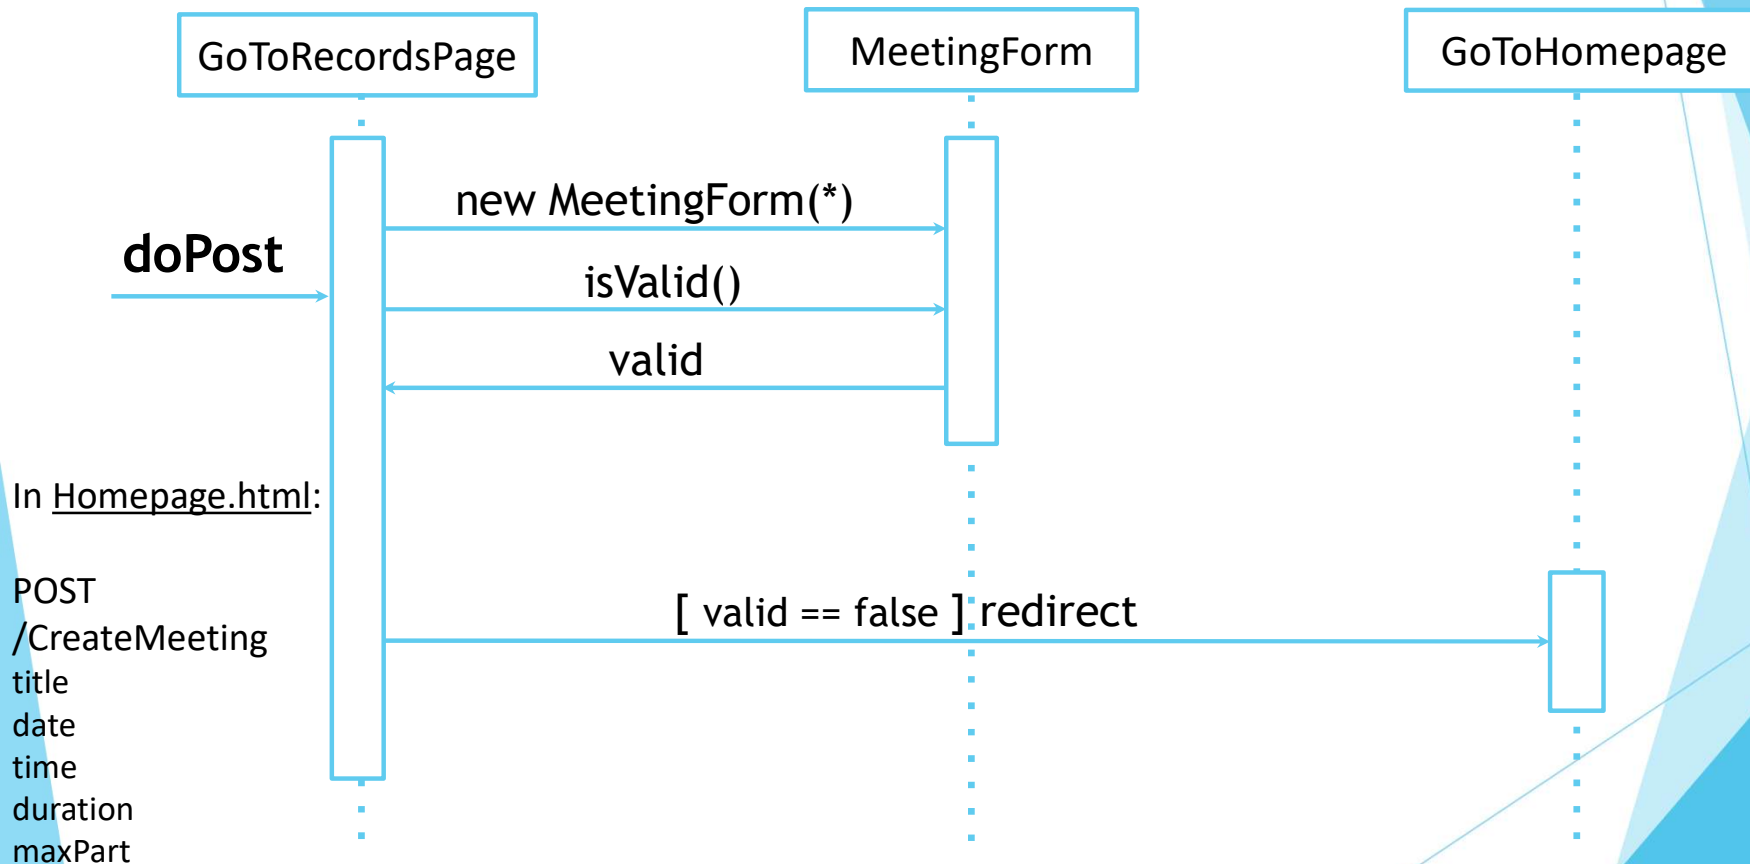 GoToRecordsPage
MeetingForm
GoToHomepage
new MeetingForm(*)
doPost
isValid()
valid
In Homepage.html:
[ valid == false ] redirect
POST
/CreateMeeting
title
date
time
duration
maxPart